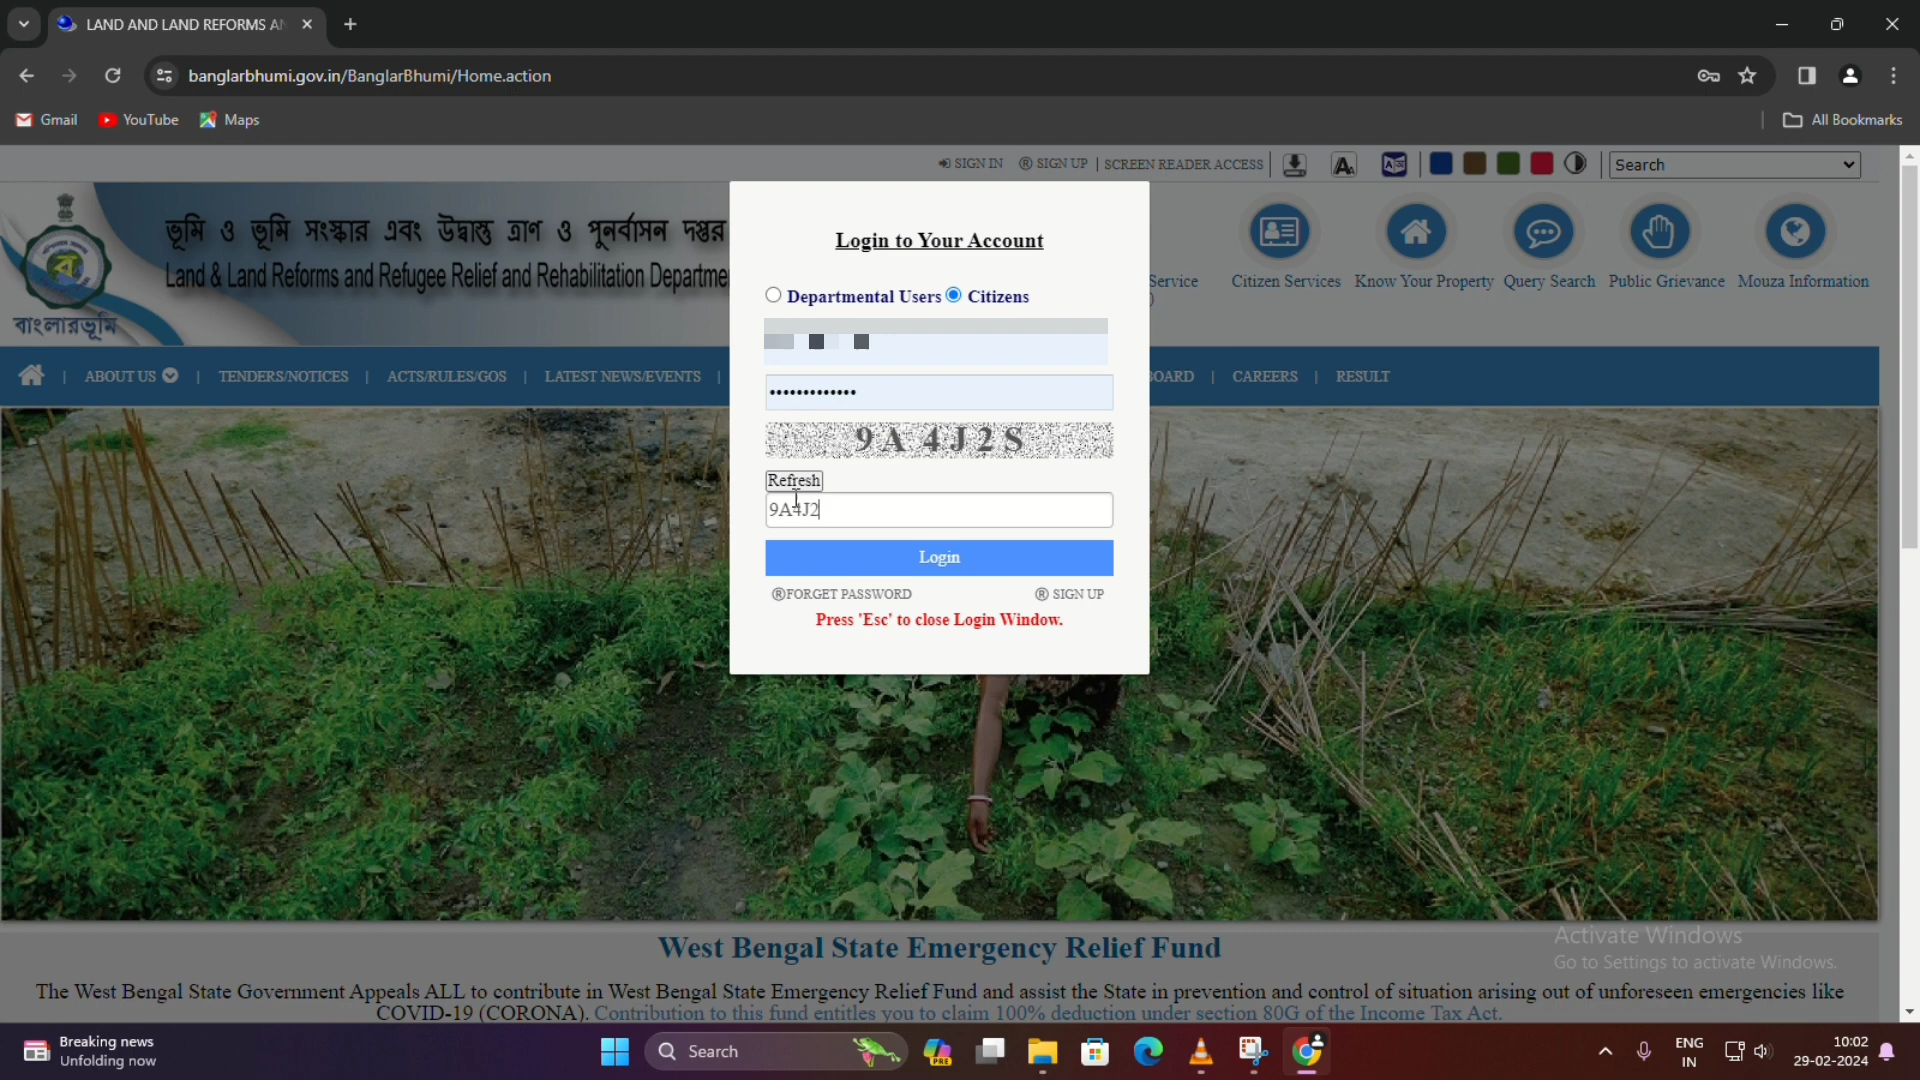 LAND AND LAND REFORMS AN
banglarbhumi.gov.in/BanglarBhumi/Home.action
Gmail YouTube Maps All Bookmarks
SIGN IN ® SIGN UP | SCREEN READER ACCESS Search
ভূমি ও ভূমি সংস্কার এবং উদ্বাস্তু ত্রাণ ও পুনর্বাসন দপ্তর
Land & Land Reforms and Refugee Relief and Rehabilitation Departme
বাংলারভূমি
Service Citizen Services Know Your Property Query Search Public Grievance Mouza Information
ABOUT US | TENDERS/NOTICES | ACTS/RULES/GOS | LATEST NEWS/EVENTS | BOARD | CAREERS | RESULT
Login to Your Account
Departmental Users Citizens
•••••••••••••
9 A 4 J 2 S
Refresh
9A4J2
Login
®FORGET PASSWORD ® SIGN UP
Press 'Esc' to close Login Window.
Activate Windows
Go to Settings to activate Windows.
West Bengal State Emergency Relief Fund
The West Bengal State Government Appeals ALL to contribute in West Bengal State Emergency Relief Fund and assist the State in prevention and control of situation arising out of unforeseen emergencies like
COVID-19 (CORONA). Contribution to this fund entitles you to claim 100% deduction under section 80G of the Income Tax Act.
Breaking news
Unfolding now
Search
PRE
ENG
IN
10:02
29-02-2024